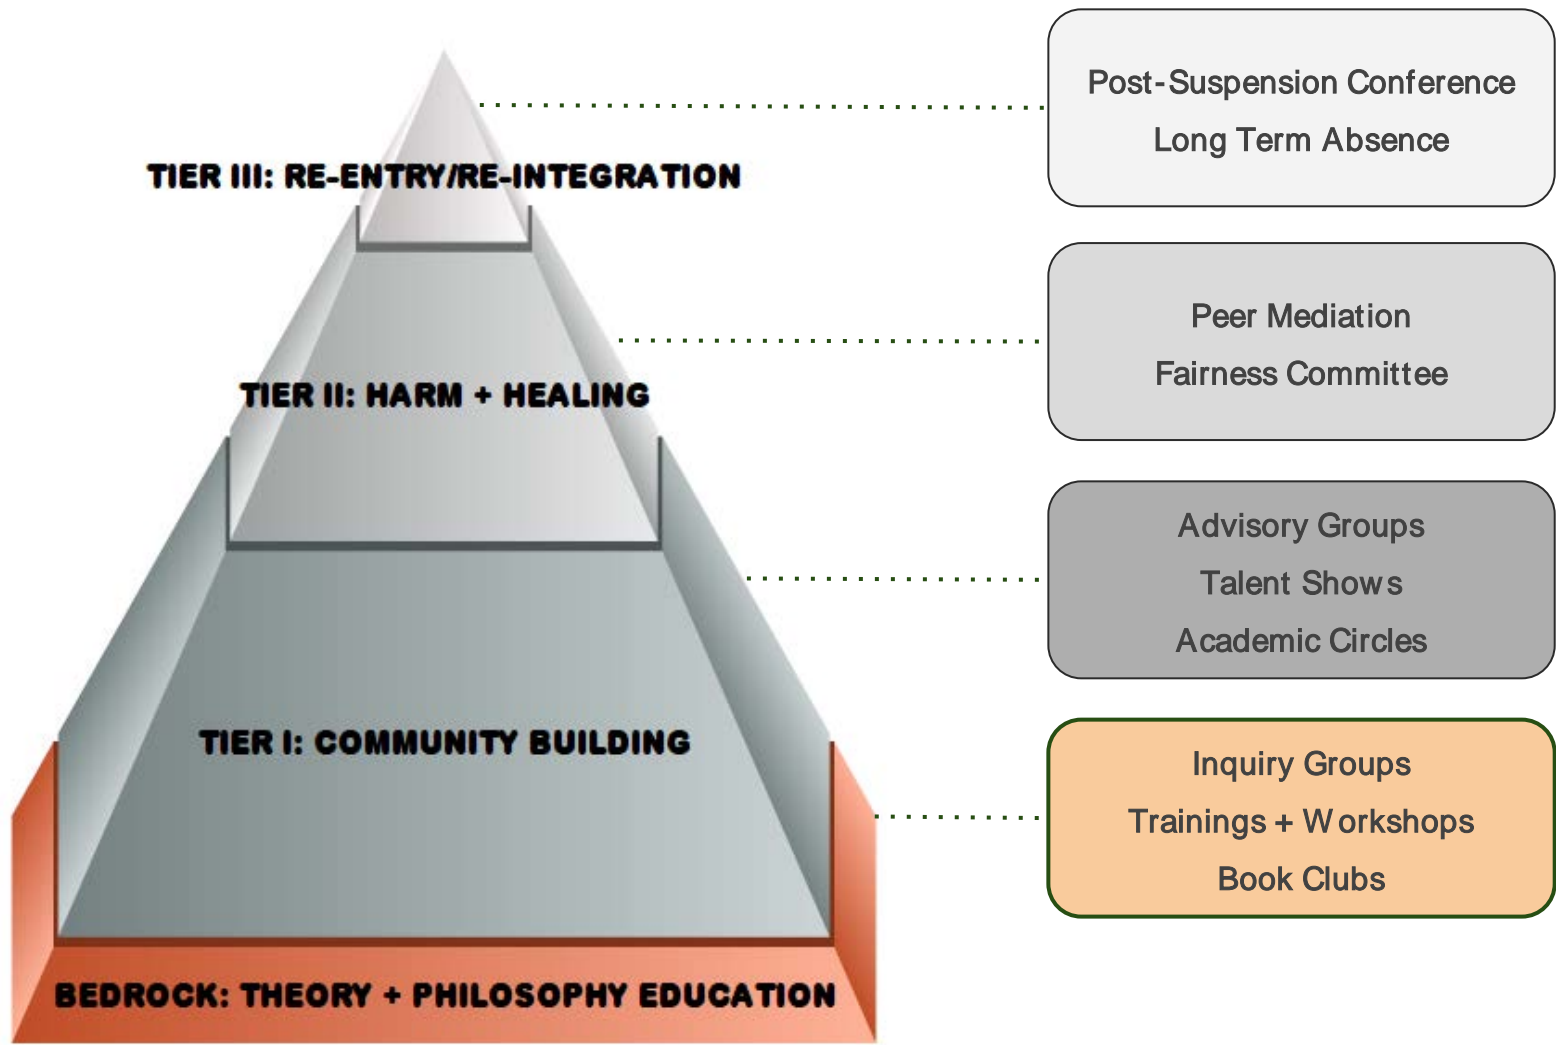 Post-Suspension Conference
Long Term Absence
TIER III: RE-ENTRY/RE-INTEGRATION
Peer Mediation
Fairness Committee
TIER II: HARM + HEALING
Advisory Groups
Talent Shows
Academic Circles
TIER I: COMMUNITY BUILDING
Inquiry Groups
Trainings + Workshops
Book Clubs
BEDROCK: THEORY + PHILOSOPHY EDUCATION